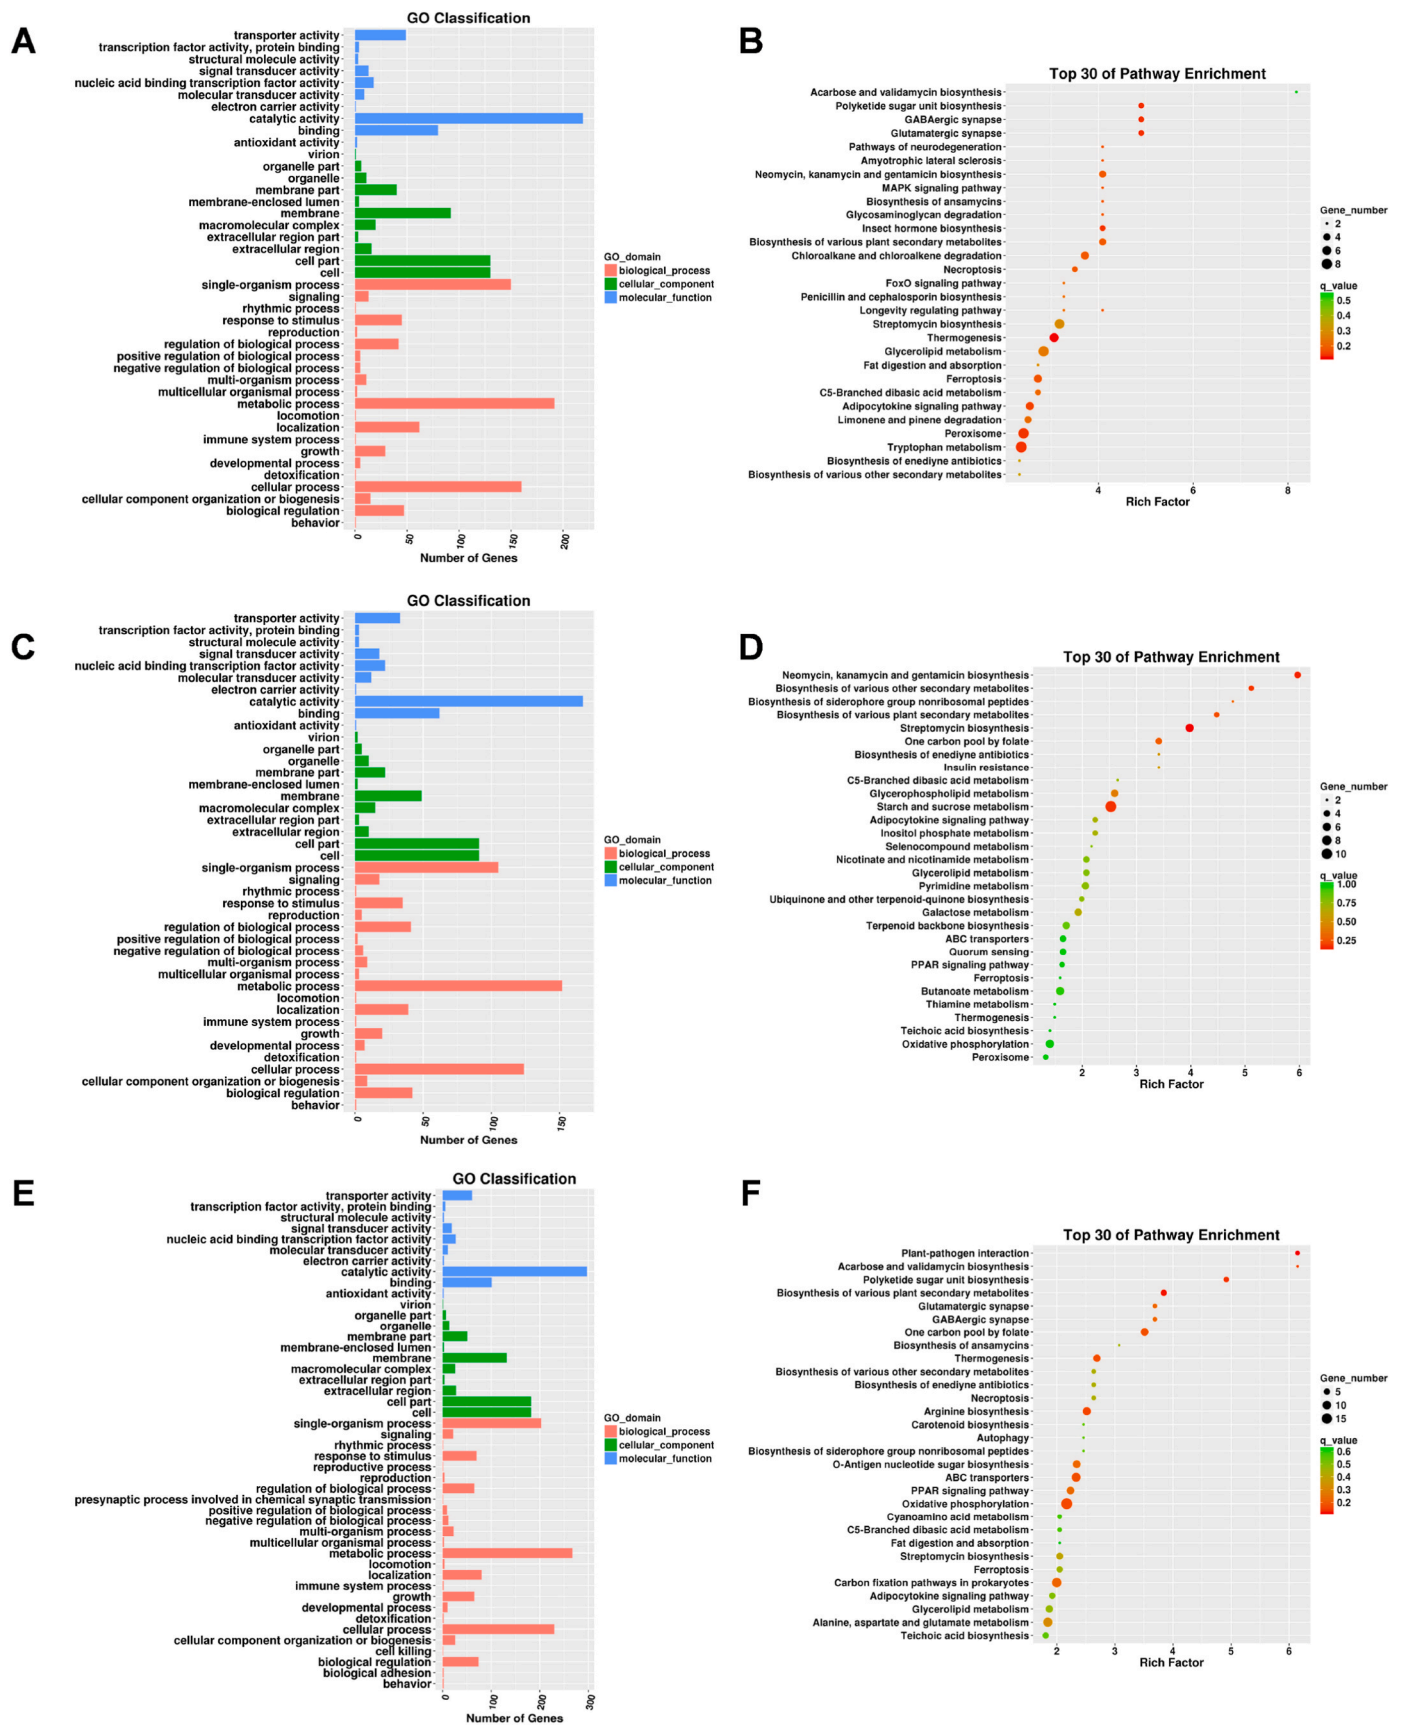 A
GO Classification
transporter activity
transcription factor activity, protein binding
structural molecule activity
signal transducer activity
nucleic acid binding transcription factor activity
molecular transducer activity
electron carrier activity
catalytic activity
binding
antioxidant activity
virion
organelle part
organelle
membrane part
membrane-enclosed lumen
membrane
macromolecular complex
extracellular region part
extracellular region
cell part
cell
single-organism process
signaling
rhythmic process
response to stimulus
reproduction
regulation of biological process
positive regulation of biological process
negative regulation of biological process
multi-organism process
multicellular organismal process
metabolic process
locomotion
localization
immune system process
growth
developmental process
detoxification
cellular process
cellular component organization or biogenesis
biological regulation
behavior
0 50 100 150 200
Number of Genes
GO_domain
biological_process
cellular_component
molecular_function
B
Top 30 of Pathway Enrichment
Acarbose and validamycin biosynthesis
Polyketide sugar unit biosynthesis
GABAergic synapse
Glutamatergic synapse
Pathways of neurodegeneration
Amyotrophic lateral sclerosis
Neomycin, kanamycin and gentamicin biosynthesis
MAPK signaling pathway
Biosynthesis of ansamycins
Glycosaminoglycan degradation
Insect hormone biosynthesis
Biosynthesis of various plant secondary metabolites
Chloroalkane and chloroalkene degradation
Necroptosis
FoxO signaling pathway
Penicillin and cephalosporin biosynthesis
Longevity regulating pathway
Streptomycin biosynthesis
Thermogenesis
Glycerolipid metabolism
Fat digestion and absorption
Ferroptosis
C5-Branched dibasic acid metabolism
Adipocytokine signaling pathway
Limonene and pinene degradation
Peroxisome
Tryptophan metabolism
Biosynthesis of enediyne antibiotics
Biosynthesis of various other secondary metabolites
4 6 8
Rich Factor
Gene_number
2
4
6
8
q_value
0.5
0.4
0.3
0.2
C
GO Classification
transporter activity
transcription factor activity, protein binding
structural molecule activity
signal transducer activity
nucleic acid binding transcription factor activity
molecular transducer activity
electron carrier activity
catalytic activity
binding
antioxidant activity
virion
organelle part
organelle
membrane part
membrane-enclosed lumen
membrane
macromolecular complex
extracellular region part
extracellular region
cell part
cell
single-organism process
signaling
rhythmic process
response to stimulus
reproduction
regulation of biological process
positive regulation of biological process
negative regulation of biological process
multi-organism process
multicellular organismal process
metabolic process
locomotion
localization
immune system process
growth
developmental process
detoxification
cellular process
cellular component organization or biogenesis
biological regulation
behavior
0 50 100 150
Number of Genes
GO_domain
biological_process
cellular_component
molecular_function
D
Top 30 of Pathway Enrichment
Neomycin, kanamycin and gentamicin biosynthesis
Biosynthesis of various other secondary metabolites
Biosynthesis of siderophore group nonribosomal peptides
Biosynthesis of various plant secondary metabolites
Streptomycin biosynthesis
One carbon pool by folate
Biosynthesis of enediyne antibiotics
Insulin resistance
C5-Branched dibasic acid metabolism
Glycerophospholipid metabolism
Starch and sucrose metabolism
Adipocytokine signaling pathway
Inositol phosphate metabolism
Selenocompound metabolism
Nicotinate and nicotinamide metabolism
Glycerolipid metabolism
Pyrimidine metabolism
Ubiquinone and other terpenoid-quinone biosynthesis
Galactose metabolism
Terpenoid backbone biosynthesis
ABC transporters
Quorum sensing
PPAR signaling pathway
Ferroptosis
Butanoate metabolism
Thiamine metabolism
Thermogenesis
Teichoic acid biosynthesis
Oxidative phosphorylation
Peroxisome
2 3 4 5 6
Rich Factor
Gene_number
2
4
6
8
10
q_value
1.00
0.75
0.50
0.25
E
GO Classification
transporter activity
transcription factor activity, protein binding
structural molecule activity
signal transducer activity
nucleic acid binding transcription factor activity
molecular transducer activity
electron carrier activity
catalytic activity
binding
antioxidant activity
virion
organelle part
organelle
membrane part
membrane-enclosed lumen
membrane
macromolecular complex
extracellular region part
extracellular region
cell part
cell
single-organism process
signaling
rhythmic process
response to stimulus
reproductive process
reproduction
regulation of biological process
presynaptic process involved in chemical synaptic transmission
positive regulation of biological process
negative regulation of biological process
multi-organism process
multicellular organismal process
metabolic process
locomotion
localization
immune system process
growth
developmental process
detoxification
cellular process
cellular component organization or biogenesis
cell killing
biological regulation
biological adhesion
behavior
0 100 200 300
Number of Genes
GO_domain
biological_process
cellular_component
molecular_function
F
Top 30 of Pathway Enrichment
Plant-pathogen interaction
Acarbose and validamycin biosynthesis
Polyketide sugar unit biosynthesis
Biosynthesis of various plant secondary metabolites
Glutamatergic synapse
GABAergic synapse
One carbon pool by folate
Biosynthesis of ansamycins
Thermogenesis
Biosynthesis of various other secondary metabolites
Biosynthesis of enediyne antibiotics
Necroptosis
Arginine biosynthesis
Carotenoid biosynthesis
Autophagy
Biosynthesis of siderophore group nonribosomal peptides
O-Antigen nucleotide sugar biosynthesis
ABC transporters
PPAR signaling pathway
Oxidative phosphorylation
Cyanoamino acid metabolism
C5-Branched dibasic acid metabolism
Fat digestion and absorption
Streptomycin biosynthesis
Ferroptosis
Carbon fixation pathways in prokaryotes
Adipocytokine signaling pathway
Glycerolipid metabolism
Alanine, aspartate and glutamate metabolism
Teichoic acid biosynthesis
2 3 4 5 6
Rich Factor
Gene_number
5
10
15
q_value
0.6
0.5
0.4
0.3
0.2